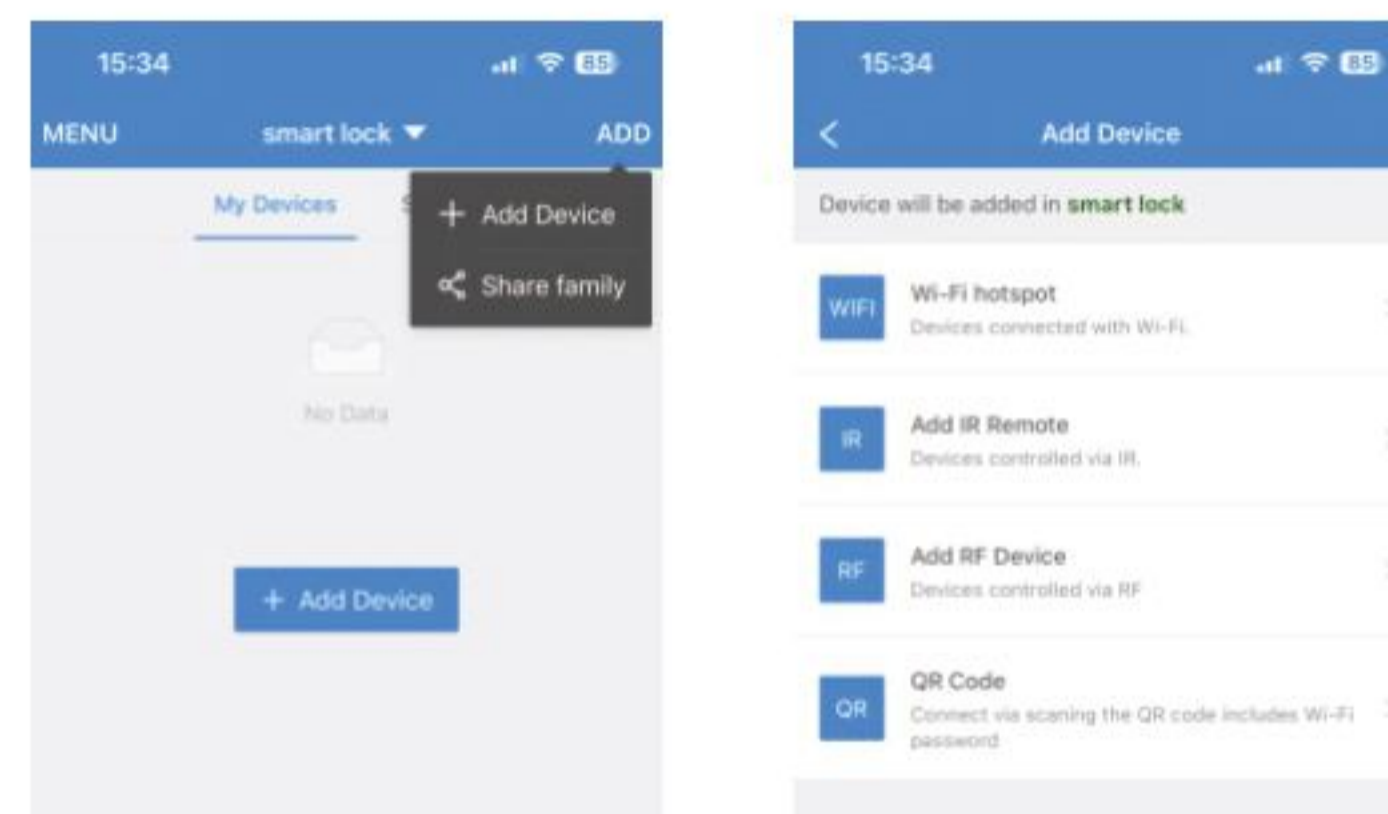 15:34
85
MENU
smart lock
ADD
My Devices
S
Add Device
Share family
No Data
+ Add Device
15:34
85
Add Device
Device will be added in smart lock
WIFI
Wi-Fi hotspot
Devices connected with Wi-Fi.
IR
Add IR Remote
Devices controlled via IR.
RF
Add RF Device
Devices controlled via RF
QR
QR Code
Connect via scaning the QR code includes Wi-Fi
password